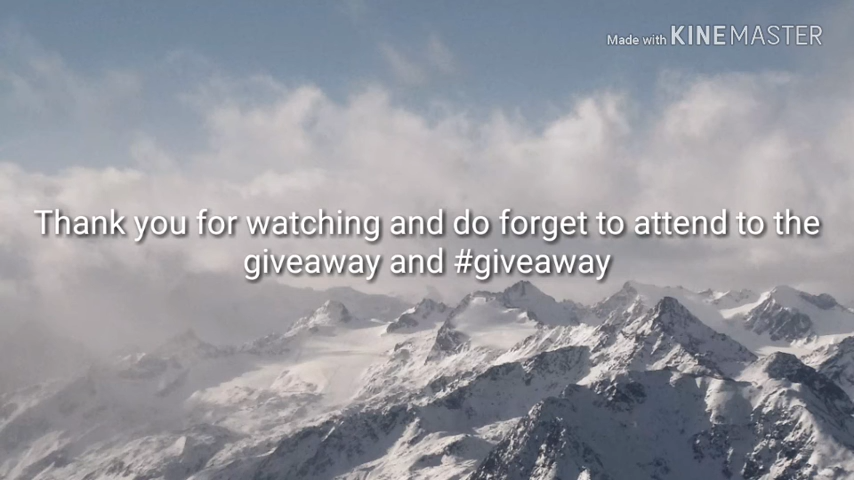 Made with KINEMASTER
Thank you for watching and do forget to attend to the
giveaway and #giveaway